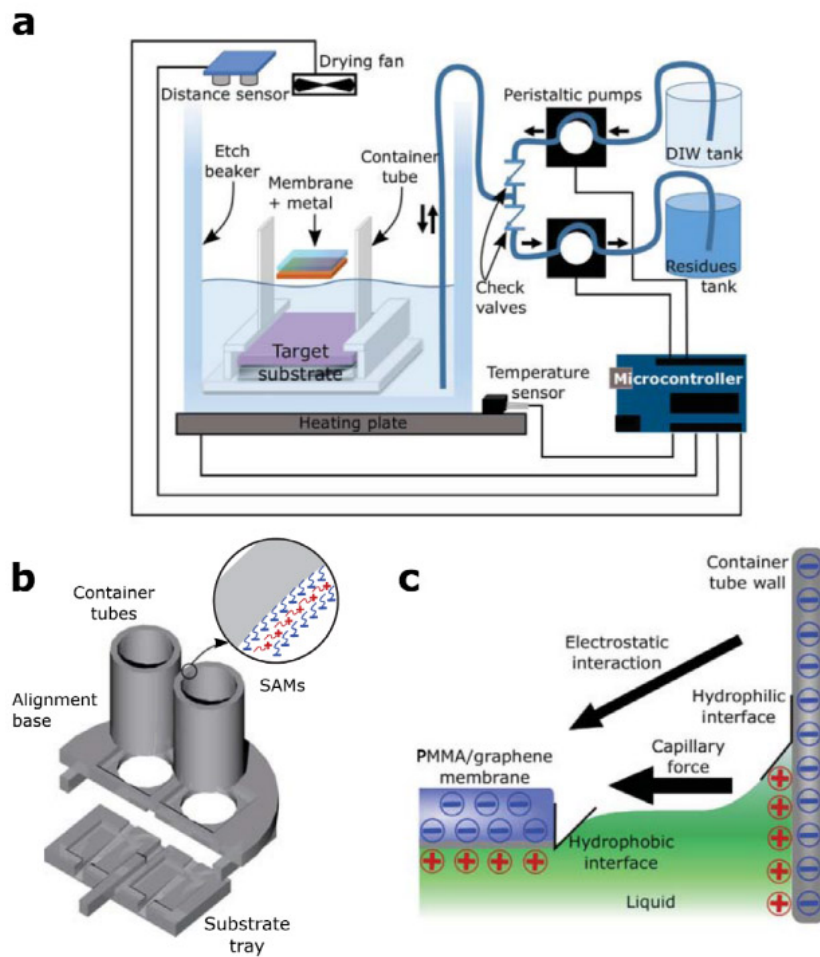 a
Drying fan
Distance sensor
Peristaltic pumps
Etch
beaker
Container
tube
Membrane
+ metal
DIW tank
Residues
tank
Check
valves
Target
substrate
Temperature
sensor
Microcontroller
Heating plate
b
Container
tubes
SAMs
Alignment
base
Substrate
tray
c
Container
tube wall
Electrostatic
interaction
Hydrophilic
interface
Capillary
force
PMMA/graphene
membrane
Hydrophobic
interface
Liquid